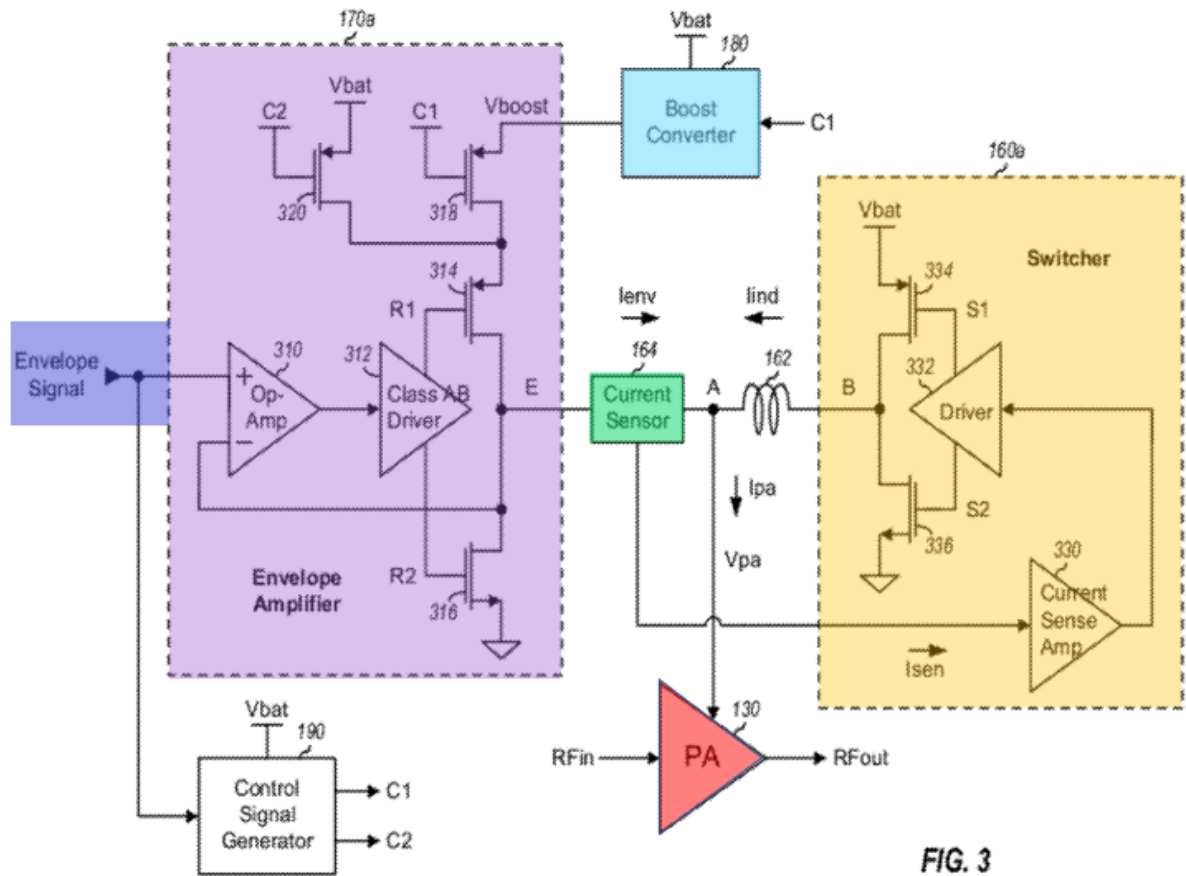 170a
Vbat
180
Boost
Converter
C1
Vbat
C2
C1
Vboost
320
318
160a
Vbat
Switcher
334
S1
314
R1
Ienv
Iind
164
162
Envelope
Signal
+
−
310
Op-
Amp
312
Class AB
Driver
E
Current
Sensor
A
B
332
Driver
Ipa
Vpa
S2
336
Envelope
Amplifier
R2
316
330
Current
Sense
Amp
Isen
Vbat
190
Control
Signal
Generator
C1
C2
RFin
PA
130
RFout
FIG. 3